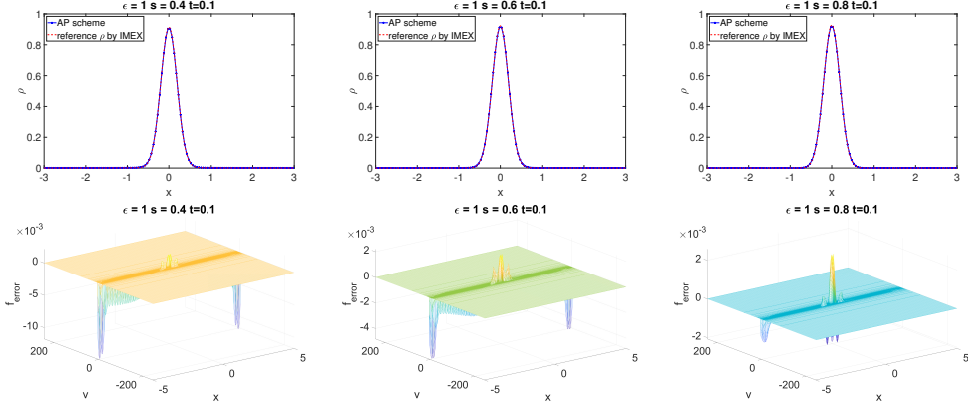 ϵ = 1 s = 0.4 t=0.1
AP scheme
reference ρ by IMEX
1
0.8
0.6
0.4
0.2
0
ρ
-3 -2 -1 0 1 2 3
x
ϵ = 1 s = 0.6 t=0.1
AP scheme
reference ρ by IMEX
1
0.8
0.6
0.4
0.2
0
ρ
-3 -2 -1 0 1 2 3
x
ϵ = 1 s = 0.8 t=0.1
AP scheme
reference ρ by IMEX
1
0.8
0.6
0.4
0.2
0
ρ
-3 -2 -1 0 1 2 3
x
ϵ = 1 s = 0.4 t=0.1
×10⁻³
0
-5
-10
f_error
200 0 -200
v
-5 0 5
x
ϵ = 1 s = 0.6 t=0.1
×10⁻³
2
0
-2
-4
f_error
200 0 -200
v
-5 0 5
x
ϵ = 1 s = 0.8 t=0.1
×10⁻³
2
0
-2
f_error
200 0 -200
v
-5 0 5
x